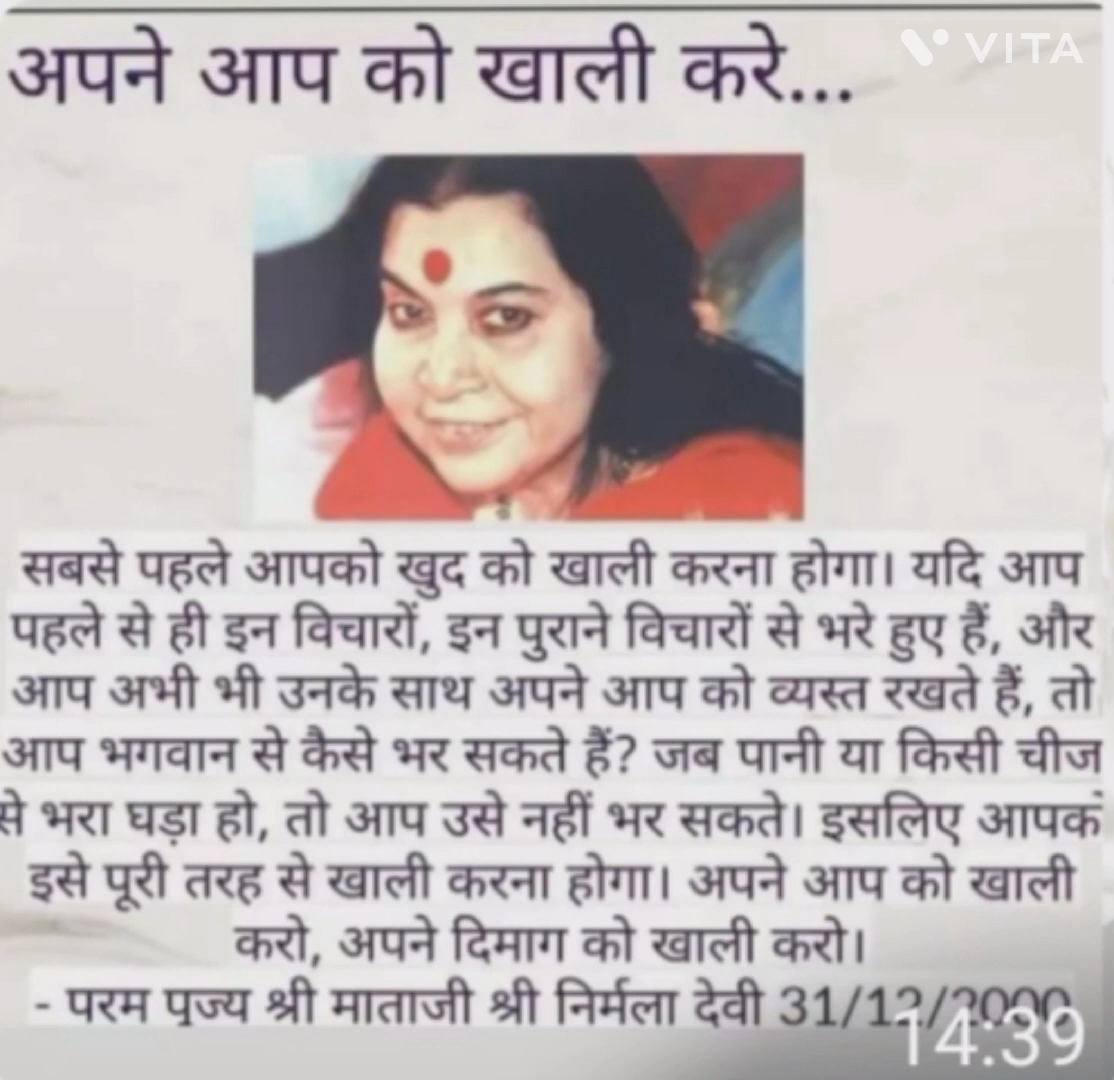 अपने आप को खाली करे...
VITA
सबसे पहले आपको खुद को खाली करना होगा। यदि आप
पहले से ही इन विचारों, इन पुराने विचारों से भरे हुए हैं, और
आप अभी भी उनके साथ अपने आप को व्यस्त रखते हैं, तो
आप भगवान से कैसे भर सकते हैं? जब पानी या किसी चीज
से भरा घड़ा हो, तो आप उसे नहीं भर सकते। इसलिए आपको
इसे पूरी तरह से खाली करना होगा। अपने आप को खाली
करो, अपने दिमाग को खाली करो।
- परम पूज्य श्री माताजी श्री निर्मला देवी 31/12/2000
14:39